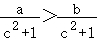 a/(c²+1) > b/(c²+1)